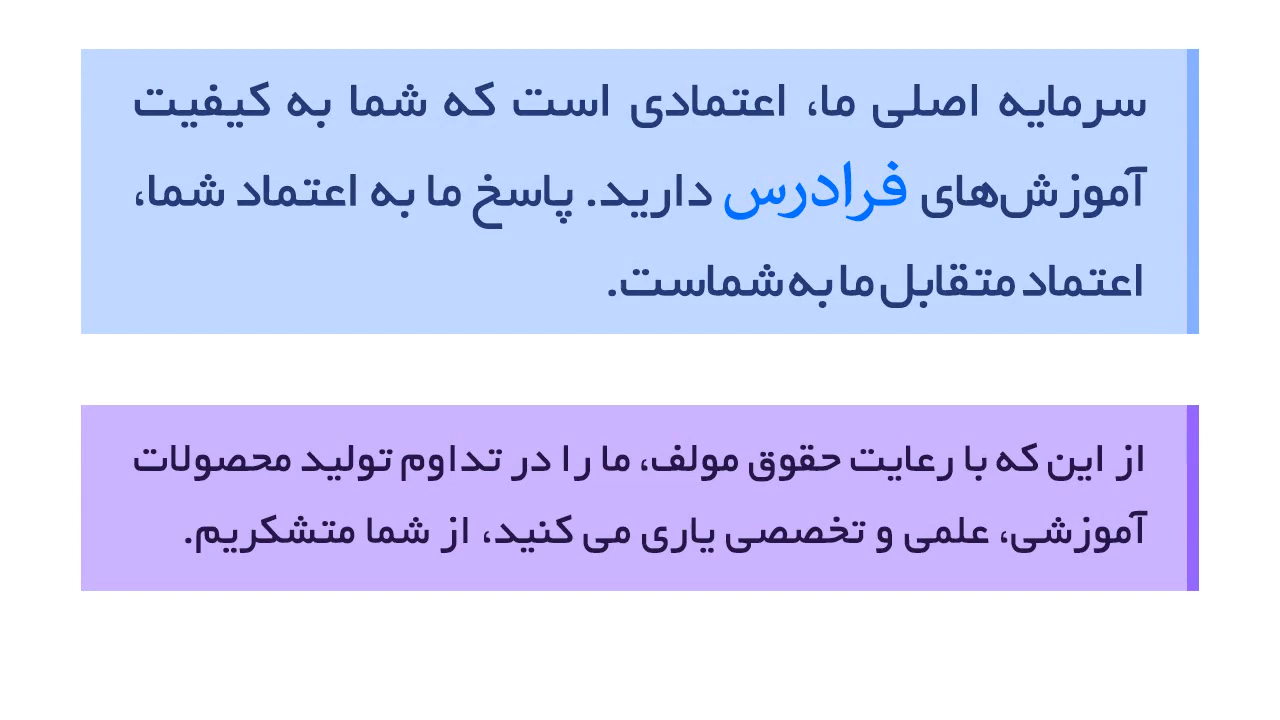 سرمایه اصلی ما، اعتمادی است که شما به کیفیت
آموزش‌های فرادرس دارید. پاسخ ما به اعتماد شما،
اعتماد متقابل ما به شماست.
از این که با رعایت حقوق مولف، ما را در تداوم تولید محصولات
آموزشی، علمی و تخصصی یاری می کنید، از شما متشکریم.